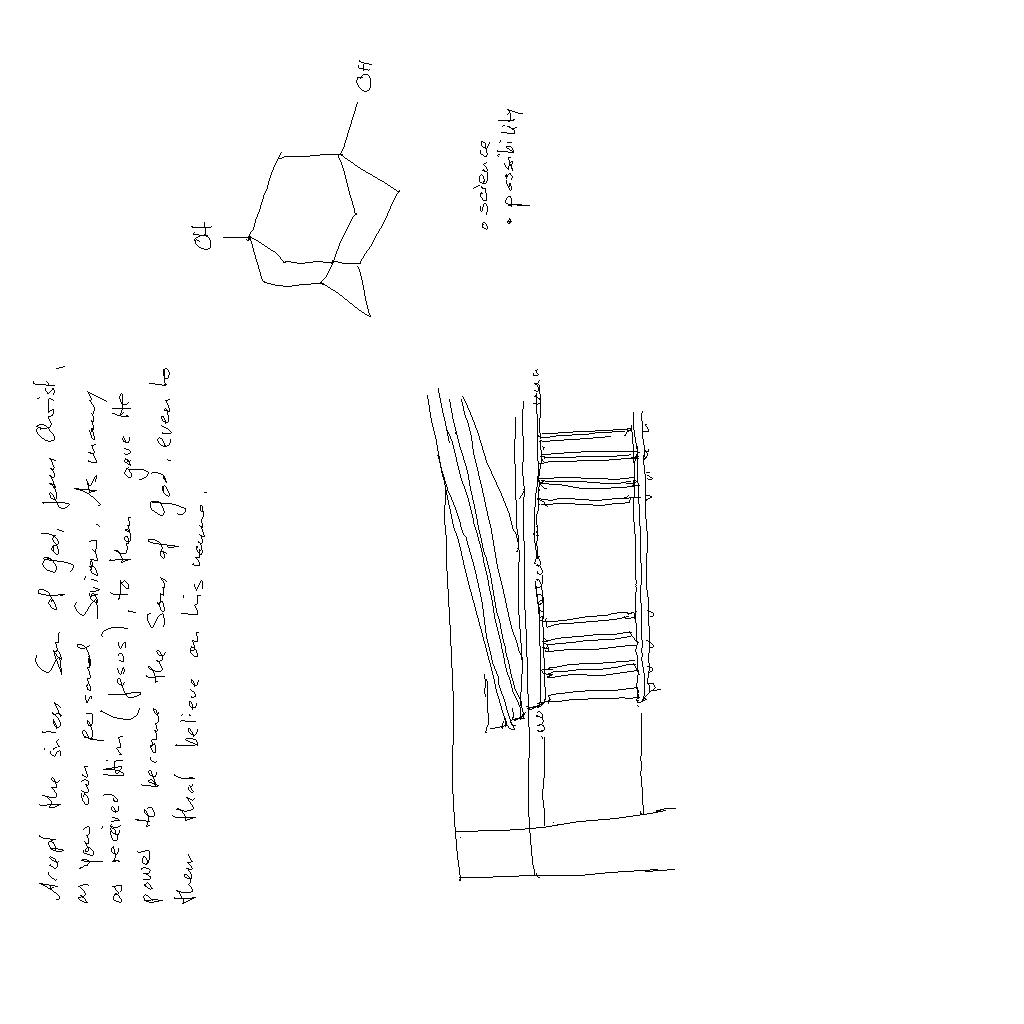 Accept the sinless Son of God, Jesus Christ,
as your own personal Saviour. As many
as received Him (Jesus), to them gave He
power to become the Sons of God, even to
them that believe on his name.
OH
OH
science
possibility